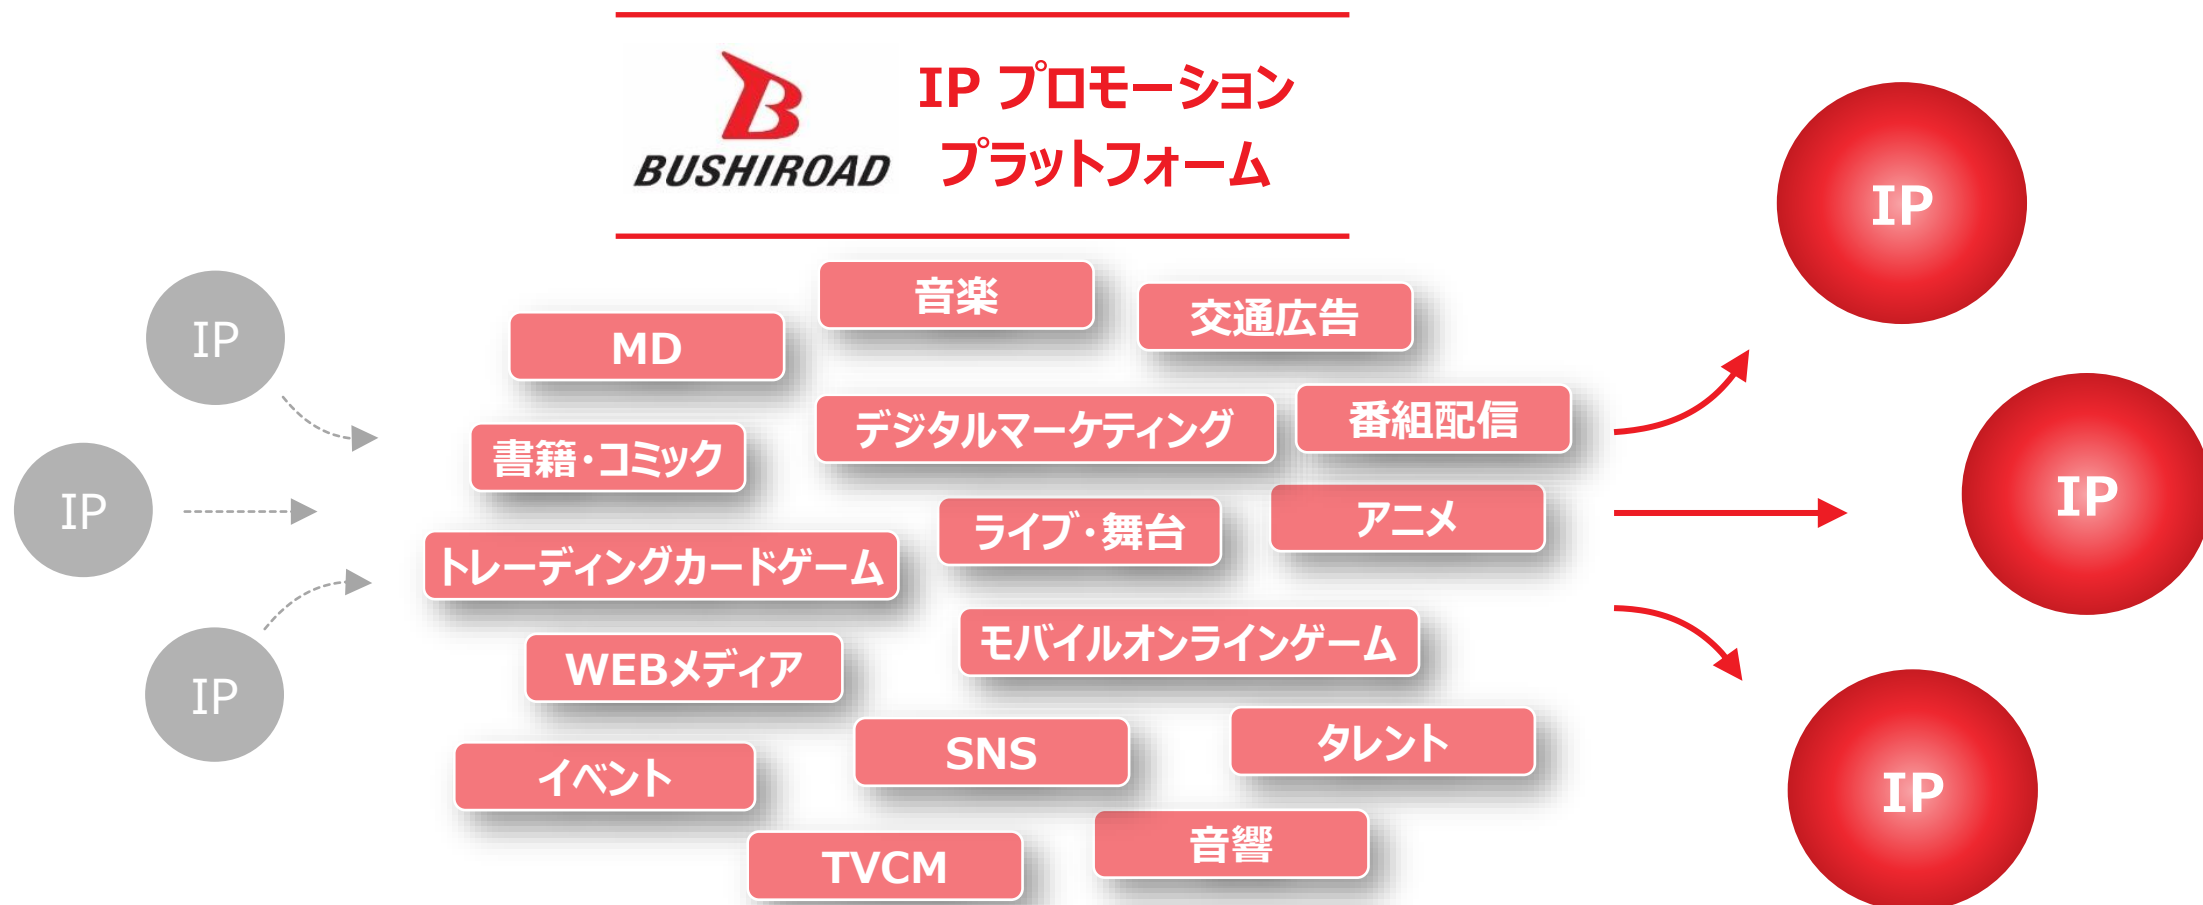 IP プロモーション
プラットフォーム
BUSHIROAD
IP
IP
IP
音楽
交通広告
MD
番組配信
デジタルマーケティング
書籍・コミック
アニメ
ライブ・舞台
トレーディングカードゲーム
モバイルオンラインゲーム
WEBメディア
タレント
SNS
イベント
音響
TVCM
IP
IP
IP